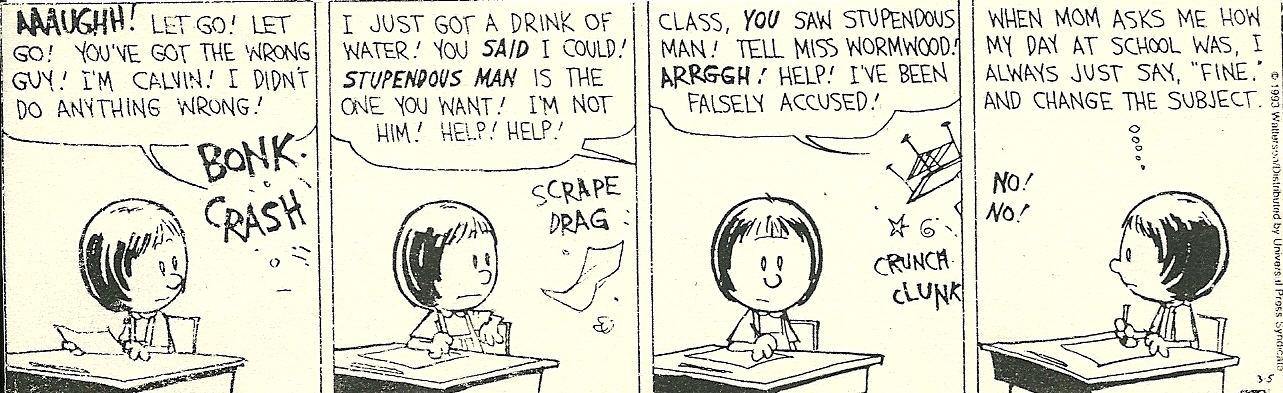 AAAUGHH! LET GO! LET
GO! YOU'VE GOT THE WRONG
GUY! I'M CALVIN! I DIDN'T
DO ANYTHING WRONG!
BONK
CRASH
I JUST GOT A DRINK OF
WATER! YOU SAID I COULD!
STUPENDOUS MAN IS THE
ONE YOU WANT! I'M NOT
HIM! HELP! HELP!
SCRAPE
DRAG
CLASS, YOU SAW STUPENDOUS
MAN! TELL MISS WORMWOOD!
ARRGGH! HELP! I'VE BEEN
FALSELY ACCUSED!
CRUNCH
CLUNK
WHEN MOM ASKS ME HOW
MY DAY AT SCHOOL WAS, I
ALWAYS JUST SAY, "FINE."
AND CHANGE THE SUBJECT.
NO!
NO!
© 1993 Watterson/Distributed by Universal Press Syndicate
3-5